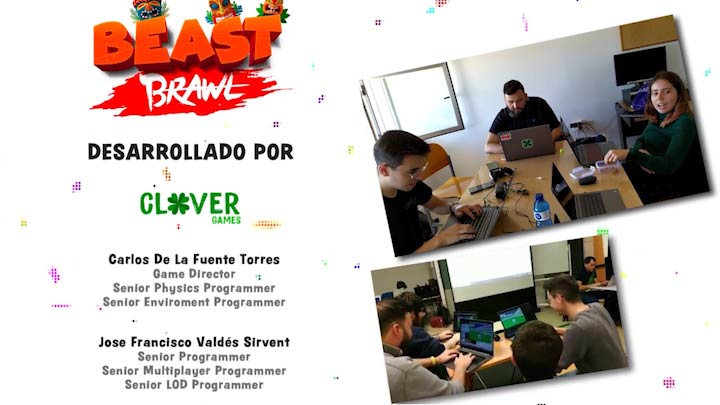 BEAST
BRAWL
DESARROLLADO POR
CLOVER
GAMES
Carlos De La Fuente Torres
Game Director
Senior Physics Programmer
Senior Enviroment Programmer
Jose Francisco Valdés Sirvent
Senior Programmer
Senior Multiplayer Programmer
Senior LOD Programmer